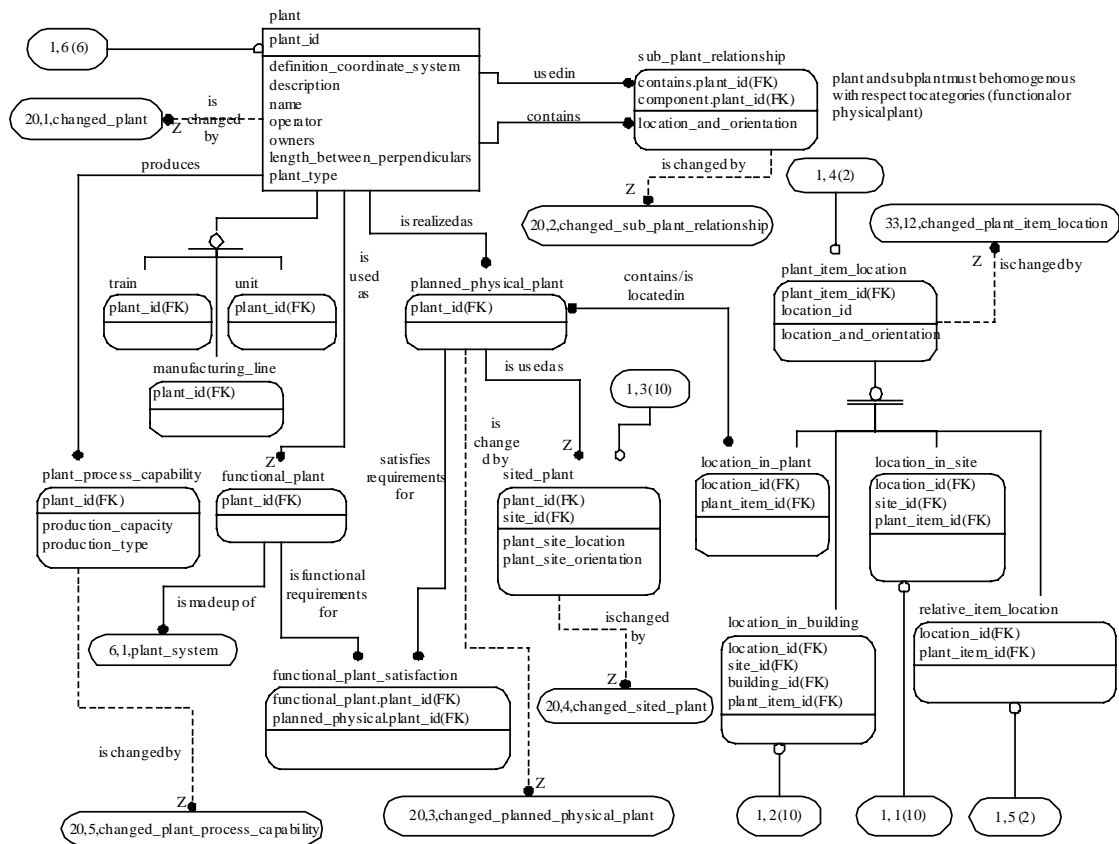 plant
1, 6 (6)
plant_id
definition_coordinate_system
description
name
operator
owners
length_between_perpendiculars
plant_type
sub_plant_relationship
usedin
contains.plant_id(FK)
component.plant_id(FK)
location_and_orientation
contains
plant and subplant must be homogenous
with respect to categories (functional or
physical plant)
is
changed
by
Z
20,1,changed_plant
produces
is changed by
Z
20,2,changed_sub_plant_relationship
1, 4 (2)
33,12,changed_plant_item_location
Z
is changed by
is realized as
is
used
as
train
plant_id(FK)
unit
plant_id(FK)
manufacturing_line
plant_id(FK)
planned_physical_plant
plant_id(FK)
contains/is
located in
plant_item_location
plant_item_id(FK)
location_id
location_and_orientation
is used as
1, 3 (10)
is
change
d by
satisfies
requirements
for
Z
Z
plant_process_capability
plant_id(FK)
production_capacity
production_type
functional_plant
plant_id(FK)
sited_plant
plant_id(FK)
site_id(FK)
plant_site_location
plant_site_orientation
location_in_plant
location_id(FK)
plant_item_id(FK)
location_in_site
location_id(FK)
site_id(FK)
plant_item_id(FK)
is made up of
is functional
requirements
for
6,1,plant_system
is changed
by
Z
20,4,changed_sited_plant
functional_plant_satisfaction
functional_plant.plant_id(FK)
planned_physical.plant_id(FK)
location_in_building
location_id(FK)
site_id(FK)
building_id(FK)
plant_item_id(FK)
relative_item_location
location_id(FK)
plant_item_id(FK)
is changed by
Z
20,5,changed_plant_process_capability
Z
20,3,changed_planned_physical_plant
1, 2 (10)
1, 1 (10)
1, 5 (2)